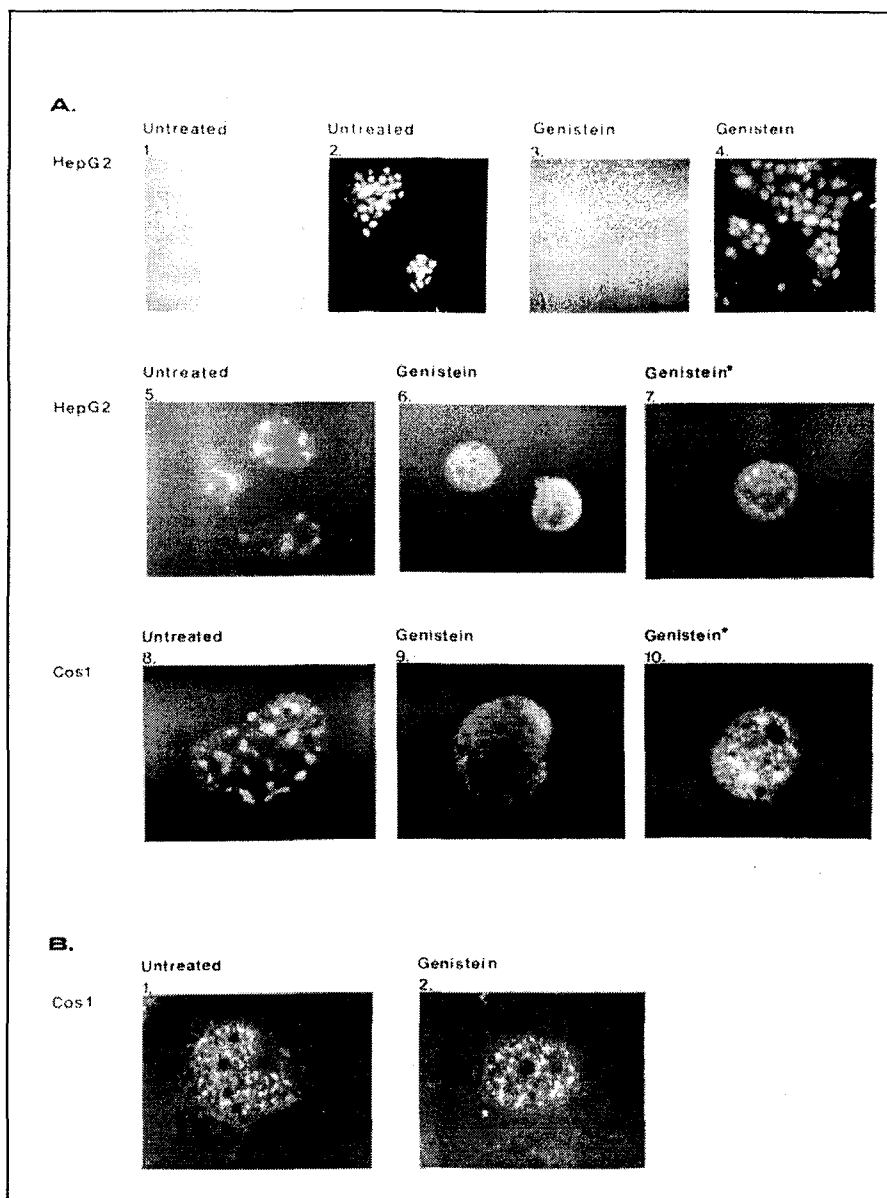 A.
Untreated Untreated Genistein Genistein
HepG2 1. 2. 3. 4.
Untreated Genistein Genistein*
HepG2 5. 6. 7.
Untreated Genistein Genistein*
Cos1 8. 9. 10.
B.
Untreated Genistein
Cos1 1. 2.